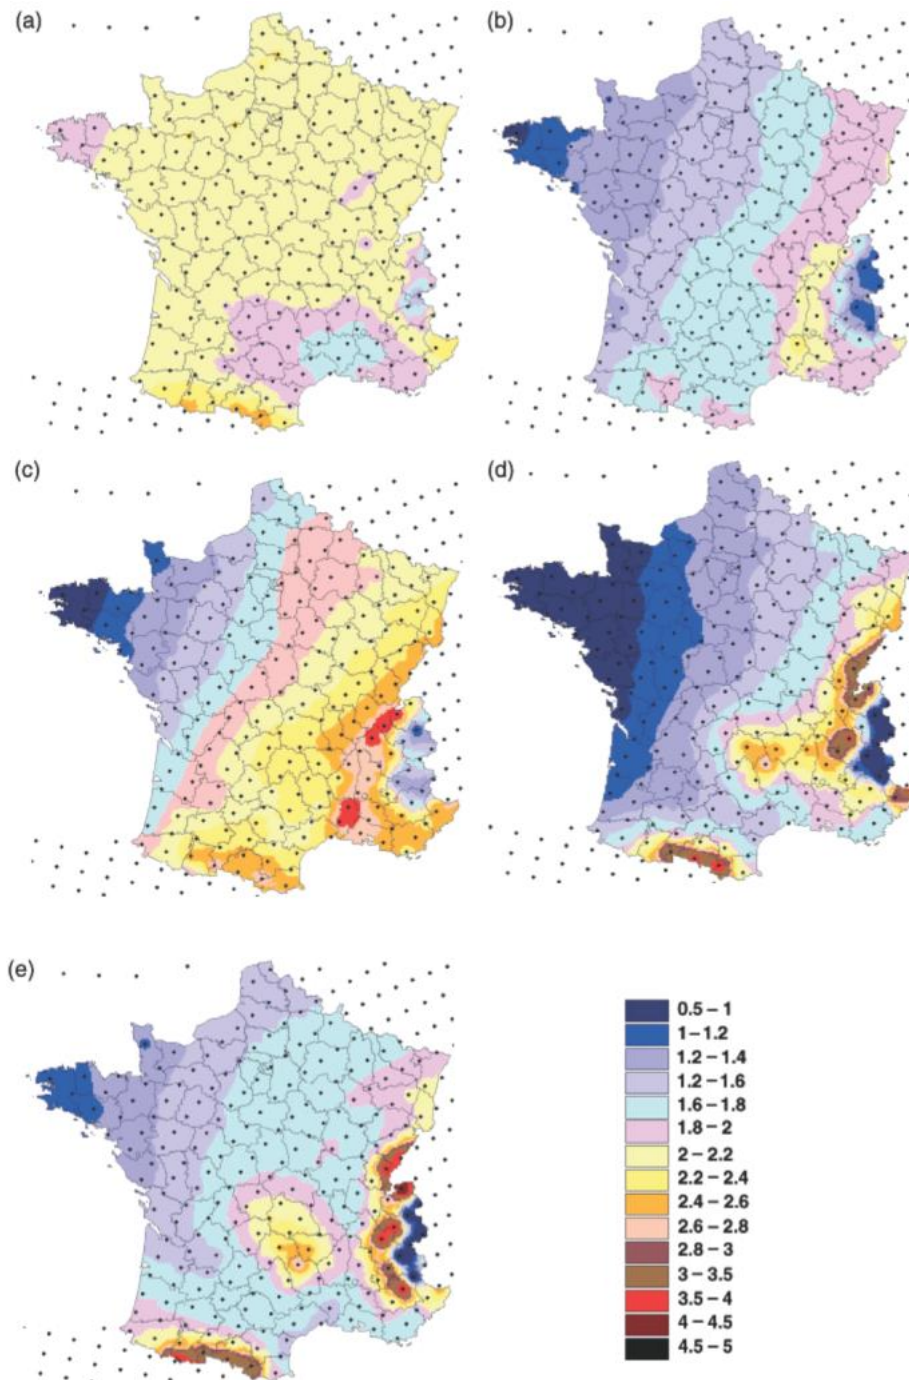 (a)
(b)
(c)
(d)
(e)
0.5 – 1
1 – 1.2
1.2 – 1.4
1.2 – 1.6
1.6 – 1.8
1.8 – 2
2 – 2.2
2.2 – 2.4
2.4 – 2.6
2.6 – 2.8
2.8 – 3
3 – 3.5
3.5 – 4
4 – 4.5
4.5 – 5